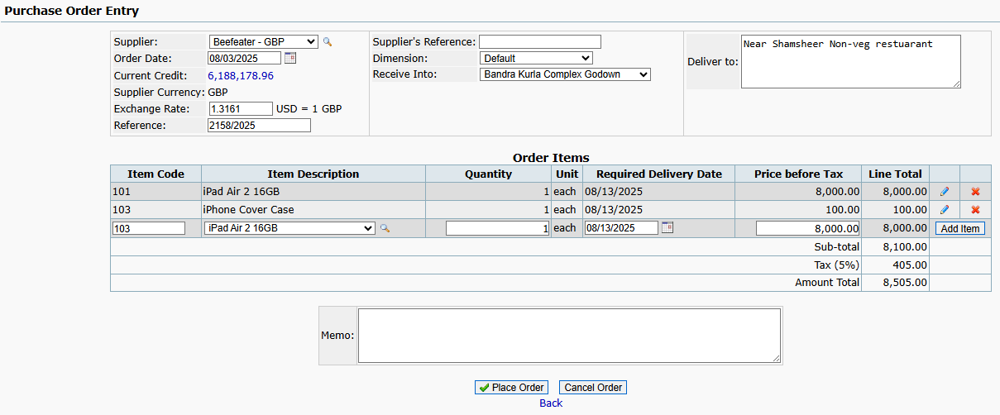 Purchase Order Entry
Supplier: Beefeater - GBP
Order Date: 08/03/2025
Current Credit: 6,188,178.96
Supplier Currency: GBP
Exchange Rate: 1.3161 USD = 1 GBP
Reference: 2158/2025
Supplier's Reference:
Dimension: Default
Receive Into: Bandra Kurla Complex Godown
Deliver to: Near Shamsheer Non-veg restuarant
Order Items
Item Code Item Description Quantity Unit Required Delivery Date Price before Tax Line Total
101 iPad Air 2 16GB 1 each 08/13/2025 8,000.00 8,000.00
103 iPhone Cover Case 1 each 08/13/2025 100.00 100.00
103 iPad Air 2 16GB 1 each 08/13/2025 8,000.00 8,000.00 Add Item
Sub-total 8,100.00
Tax (5%) 405.00
Amount Total 8,505.00
Memo:
Place Order Cancel Order
Back